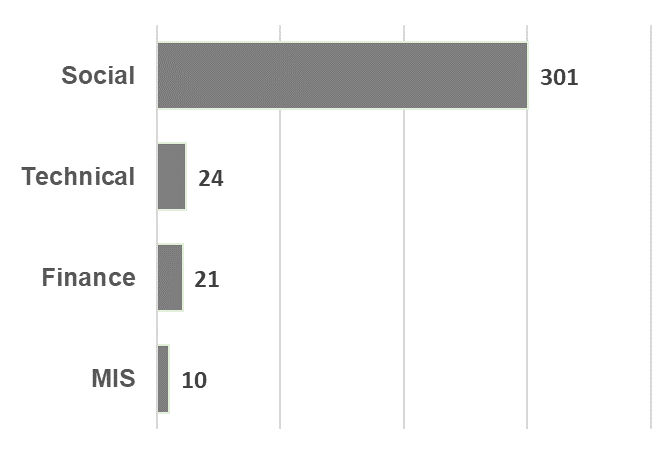 Social 301
Technical 24
Finance 21
MIS 10